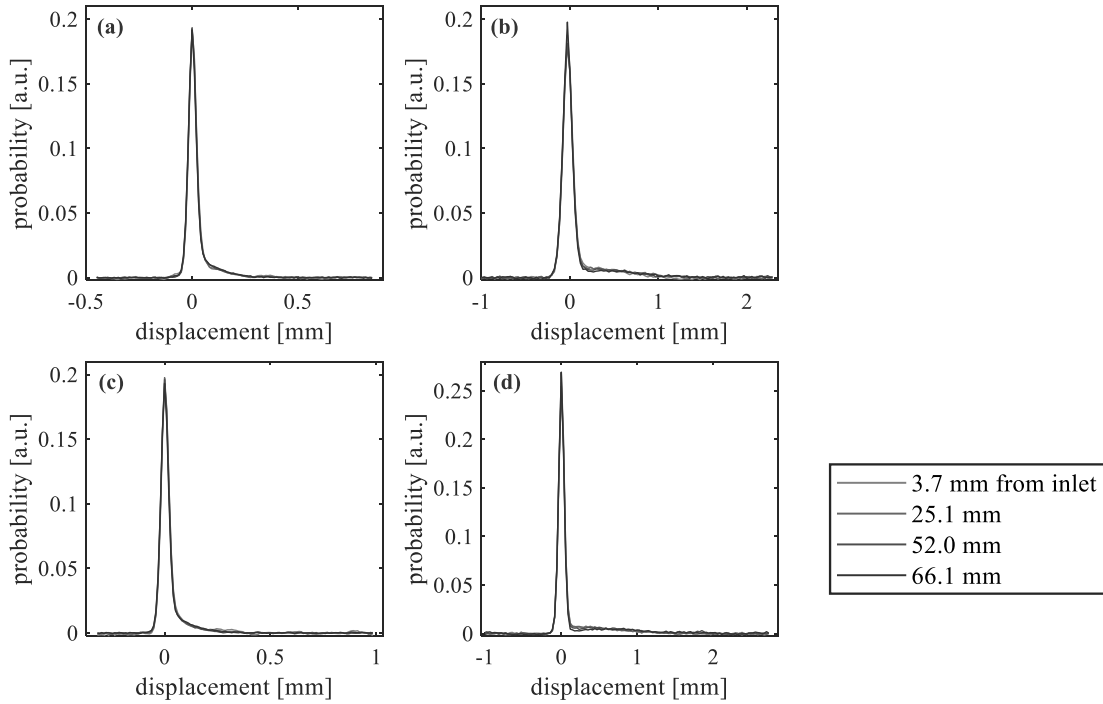 (a)
0.2
0.15
0.1
0.05
0
probability [a.u.]
-0.5 0 0.5
displacement [mm]
(b)
0.2
0.15
0.1
0.05
0
probability [a.u.]
-1 0 1 2
displacement [mm]
(c)
0.2
0.15
0.1
0.05
0
probability [a.u.]
0 0.5 1
displacement [mm]
(d)
0.25
0.2
0.15
0.1
0.05
0
probability [a.u.]
-1 0 1 2
displacement [mm]
3.7 mm from inlet
25.1 mm
52.0 mm
66.1 mm